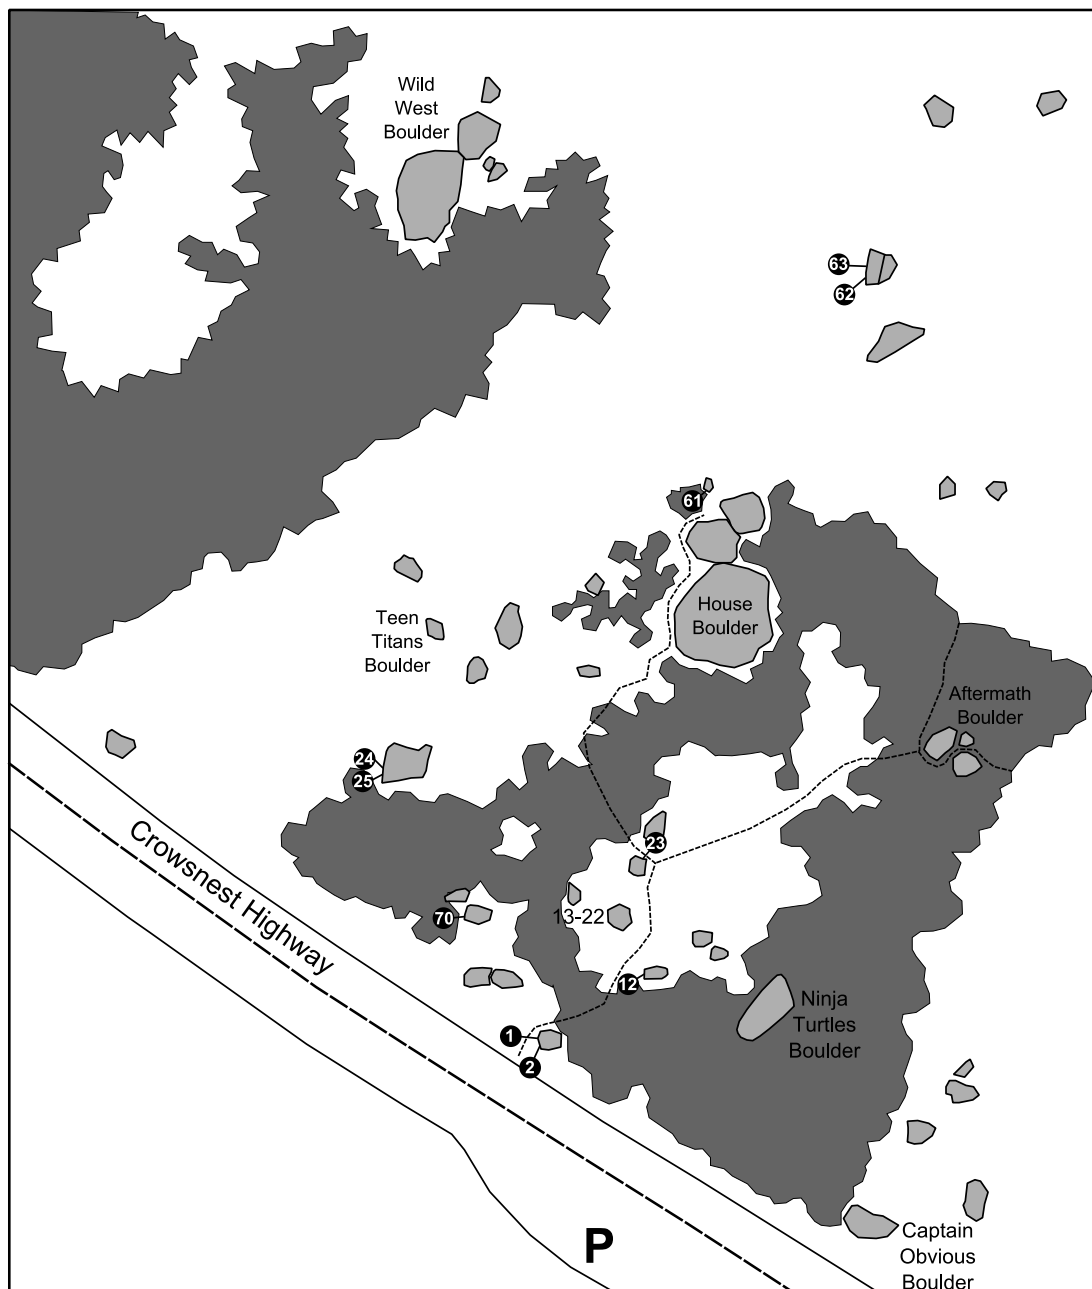 Wild
West
Boulder
63
62
61
House
Boulder
Teen
Titans
Boulder
Aftermath
Boulder
24
25
23
Crowsnest Highway
70
13-22
12
Ninja
Turtles
Boulder
1
2
P
Captain
Obvious
Boulder